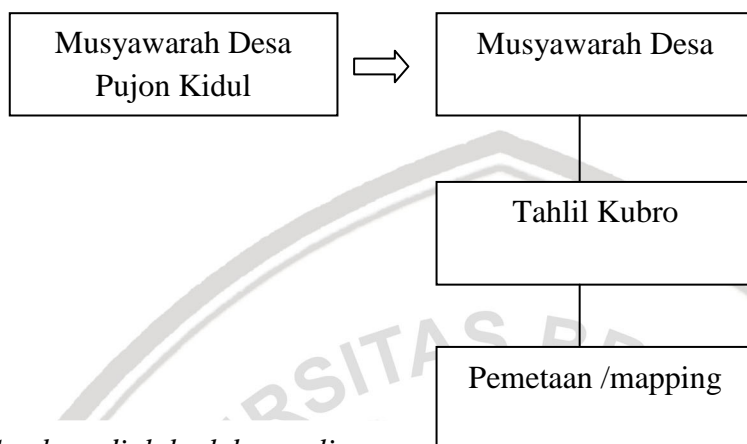 Musyawarah Desa
Pujon Kidul
Musyawarah Desa
Tahlil Kubro
Pemetaan /mapping